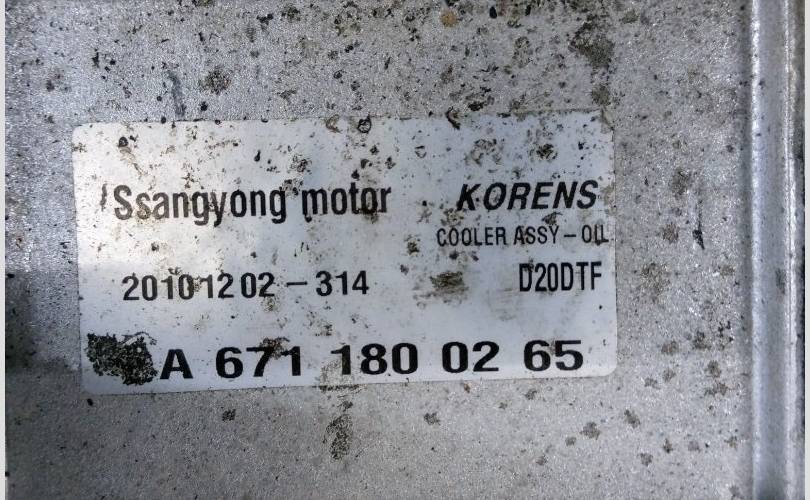 Ssangyong motor KORENS
COOLER ASSY - OIL
20101202 - 314 D20DTF
A 671 180 02 65